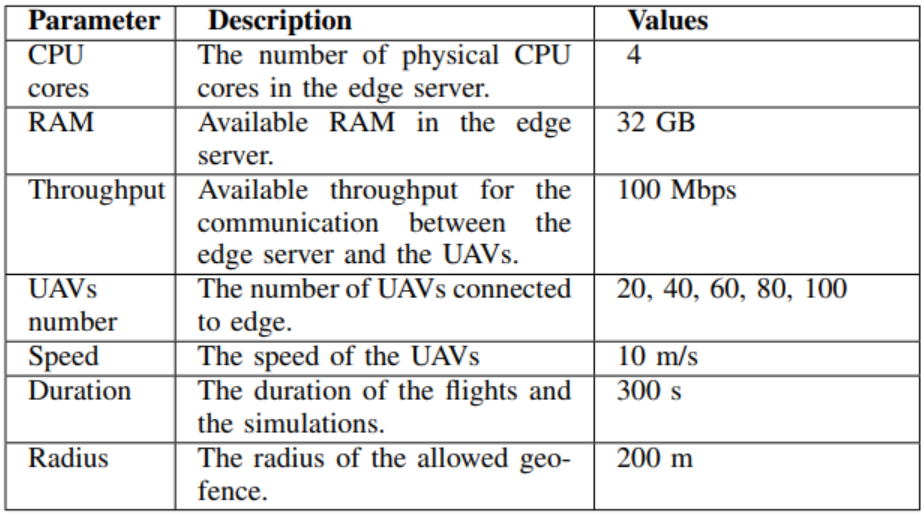 Parameter Description Values
CPU The number of physical CPU 4
cores cores in the edge server.
RAM Available RAM in the edge 32 GB
server.
Throughput Available throughput for the 100 Mbps
communication between the
edge server and the UAVs.
UAVs The number of UAVs connected 20, 40, 60, 80, 100
number to edge.
Speed The speed of the UAVs 10 m/s
Duration The duration of the flights and 300 s
the simulations.
Radius The radius of the allowed geo- 200 m
fence.